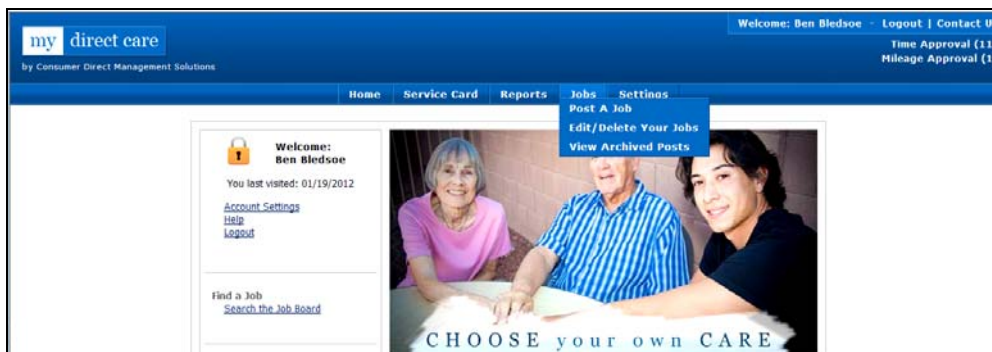 Welcome: Ben Bledsoe - Logout | Contact U
my direct care
Time Approval (11
by Consumer Direct Management Solutions
Mileage Approval (1
Home Service Card Reports Jobs Settings
Post A Job
Edit/Delete Your Jobs
View Archived Posts
Welcome:
Ben Bledsoe
You last visited: 01/19/2012
Account Settings
Help
Logout
Find a Job
Search the Job Board
CHOOSE your own CARE